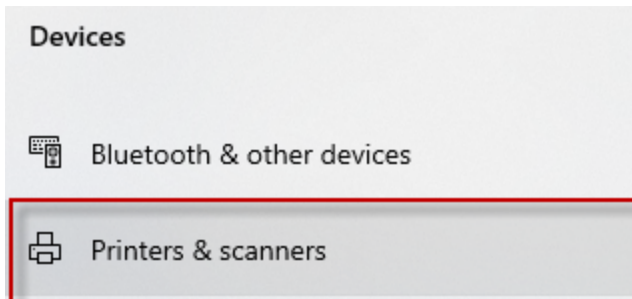 Devices
Bluetooth & other devices
Printers & scanners